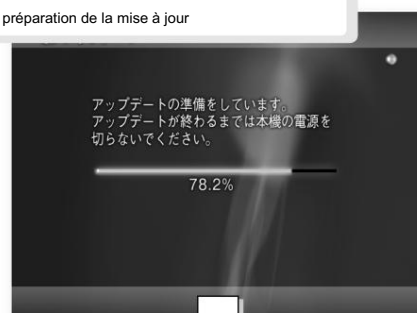 préparation de la mise à jour
アップデートの準備をしています。
アップデートが終わるまでは本機の電源を
切らないでください。
78.2%